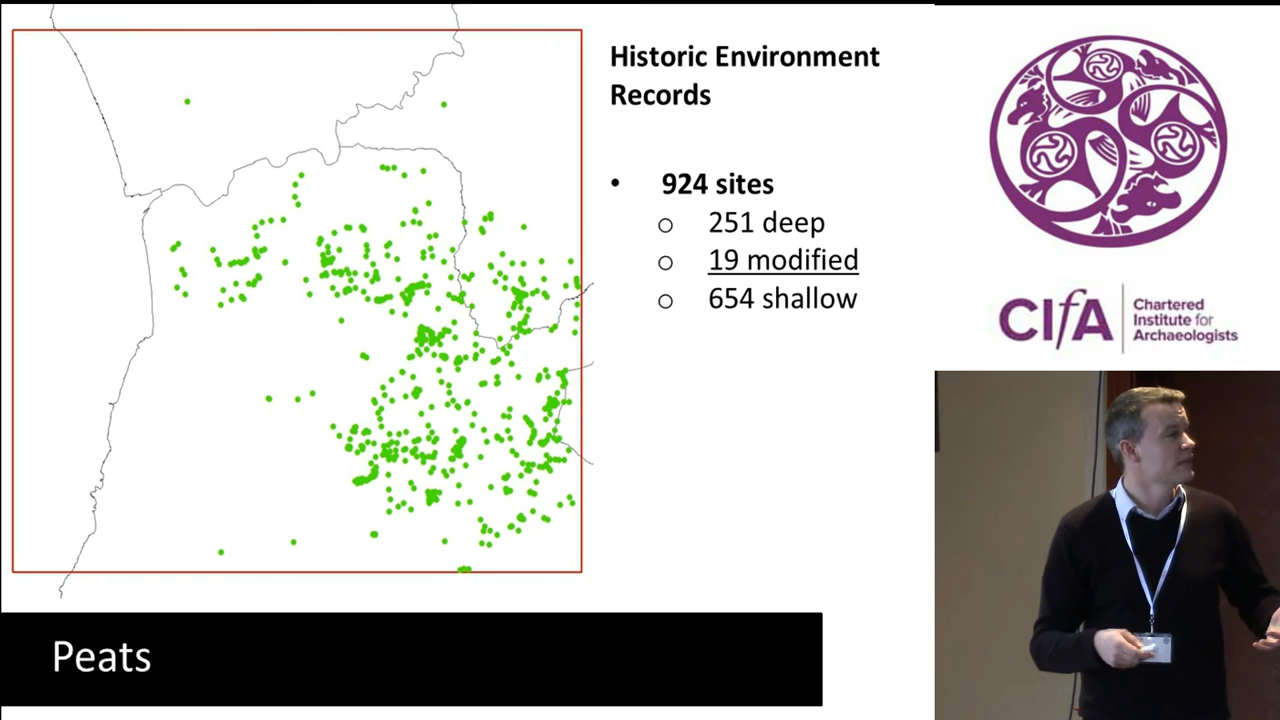 Historic Environment
Records
• 924 sites
o 251 deep
o 19 modified
o 654 shallow
Peats
CIfA
Chartered
Institute for
Archaeologists